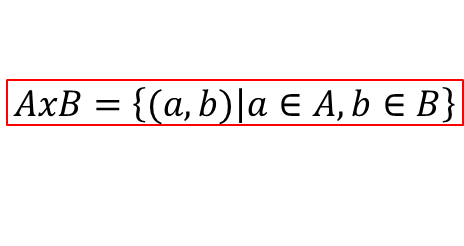 AxB = {(a, b)|a ∈ A, b ∈ B}